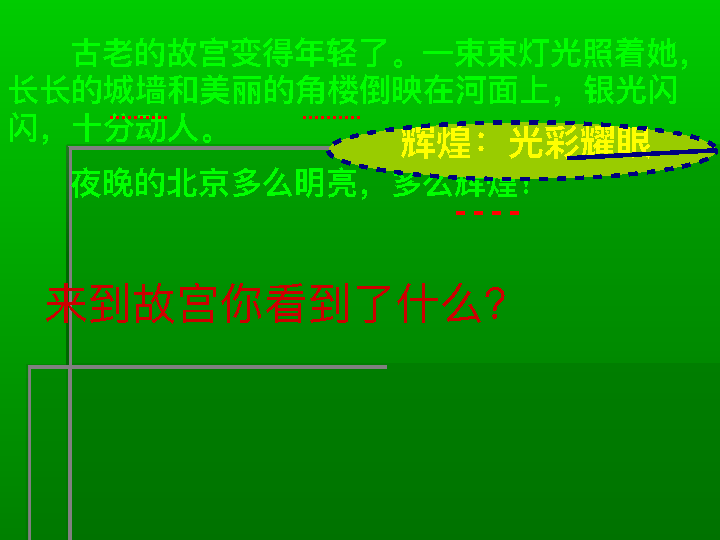 古老的故宫变得年轻了。一束束灯光照着她，
长长的城墙和美丽的角楼倒映在河面上，银光闪
闪，十分动人。
辉煌：光彩耀眼
夜晚的北京多么明亮，多么辉煌！
来到故宫你看到了什么？